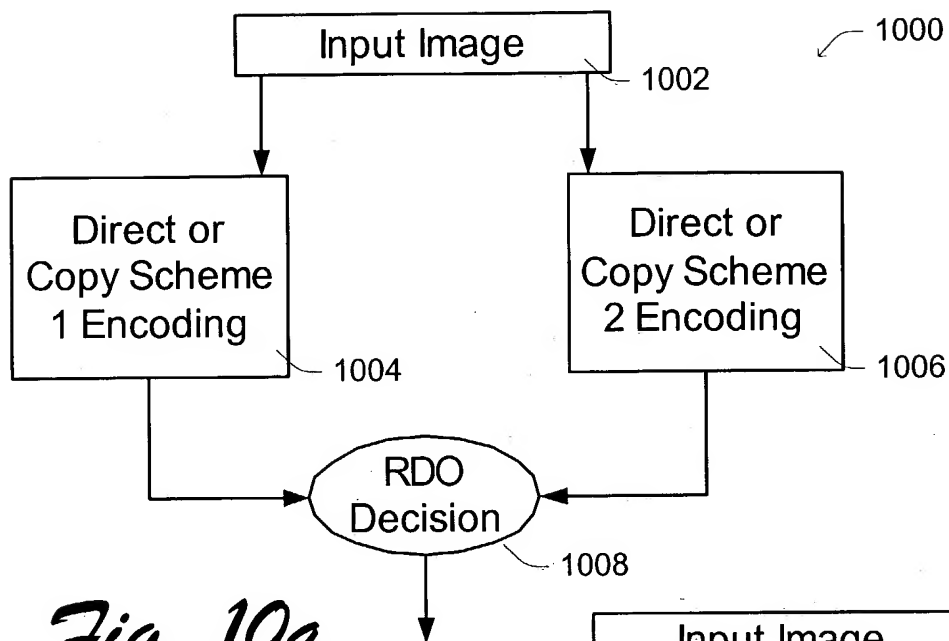 Input Image
1000
1002
Direct or
Copy Scheme
1 Encoding
1004
Direct or
Copy Scheme
2 Encoding
1006
RDO
Decision
1008
Fig. 10a
Input Image